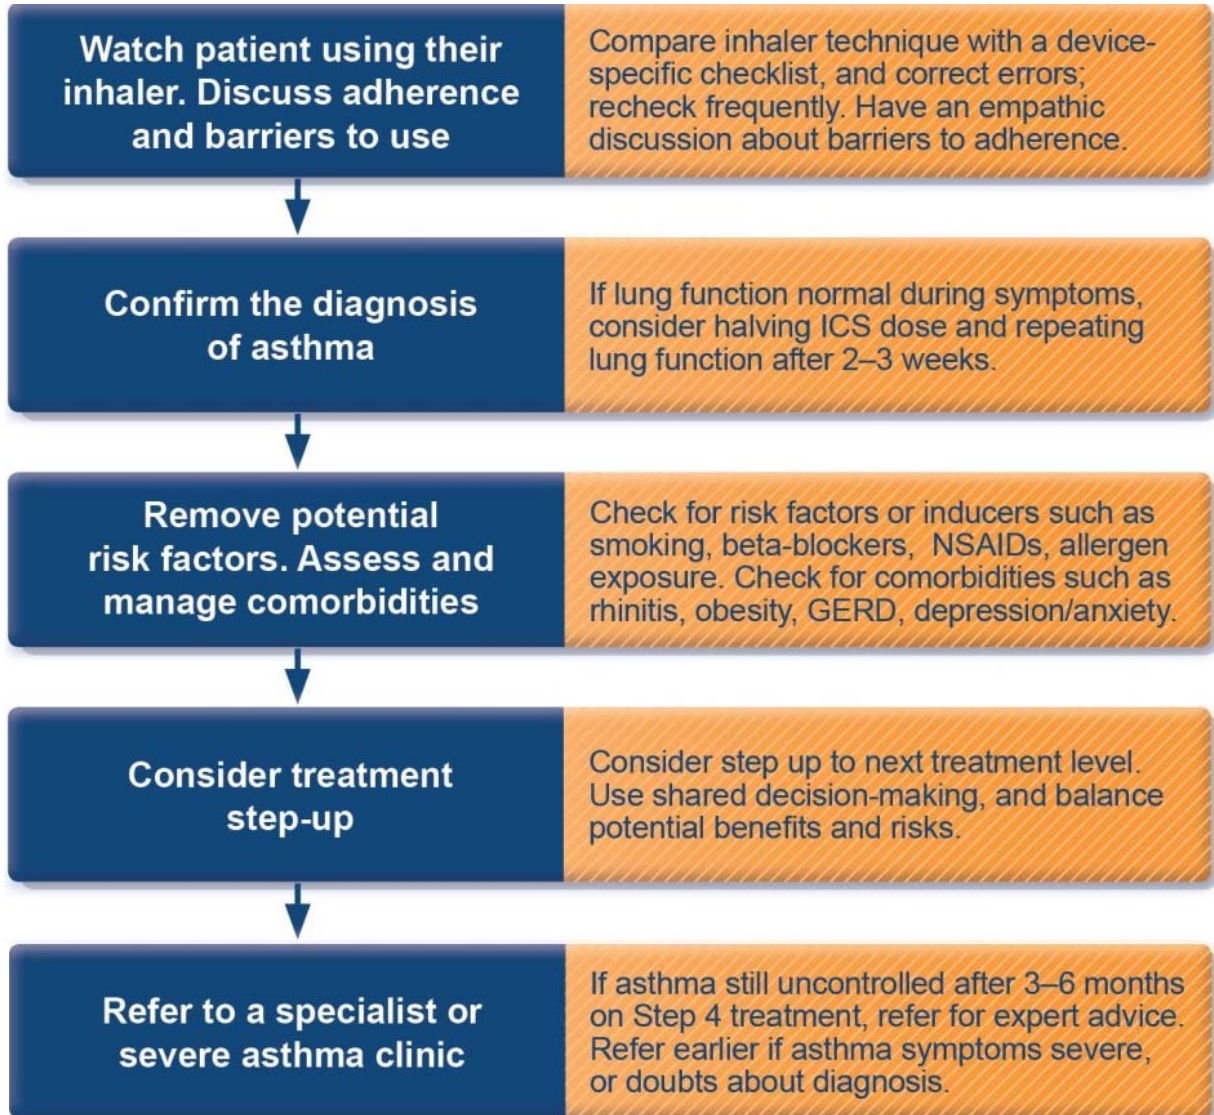 Watch patient using their
inhaler. Discuss adherence
and barriers to use
Compare inhaler technique with a device-
specific checklist, and correct errors;
recheck frequently. Have an empathic
discussion about barriers to adherence.
Confirm the diagnosis
of asthma
If lung function normal during symptoms,
consider halving ICS dose and repeating
lung function after 2–3 weeks.
Remove potential
risk factors. Assess and
manage comorbidities
Check for risk factors or inducers such as
smoking, beta-blockers, NSAIDs, allergen
exposure. Check for comorbidities such as
rhinitis, obesity, GERD, depression/anxiety.
Consider treatment
step-up
Consider step up to next treatment level.
Use shared decision-making, and balance
potential benefits and risks.
Refer to a specialist or
severe asthma clinic
If asthma still uncontrolled after 3–6 months
on Step 4 treatment, refer for expert advice.
Refer earlier if asthma symptoms severe,
or doubts about diagnosis.